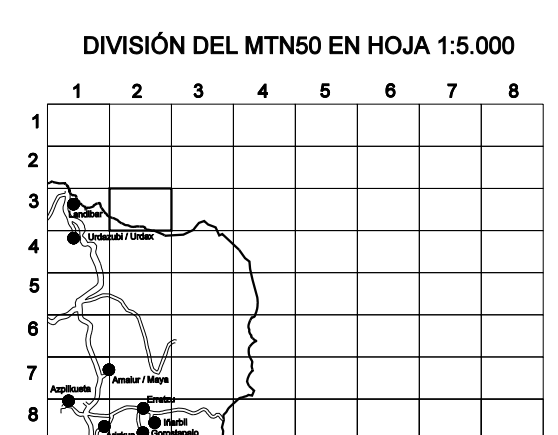 DIVISIÓN DEL MTN50 EN HOJA 1:5.000
1 2 3 4 5 6 7 8
1
2
3
Landibar
4
Urdazubi / Urdax
5
6
7
Amaiur / Maya
Azpilkueta
Erratzu
8
Iñarbil
Gorostapalo